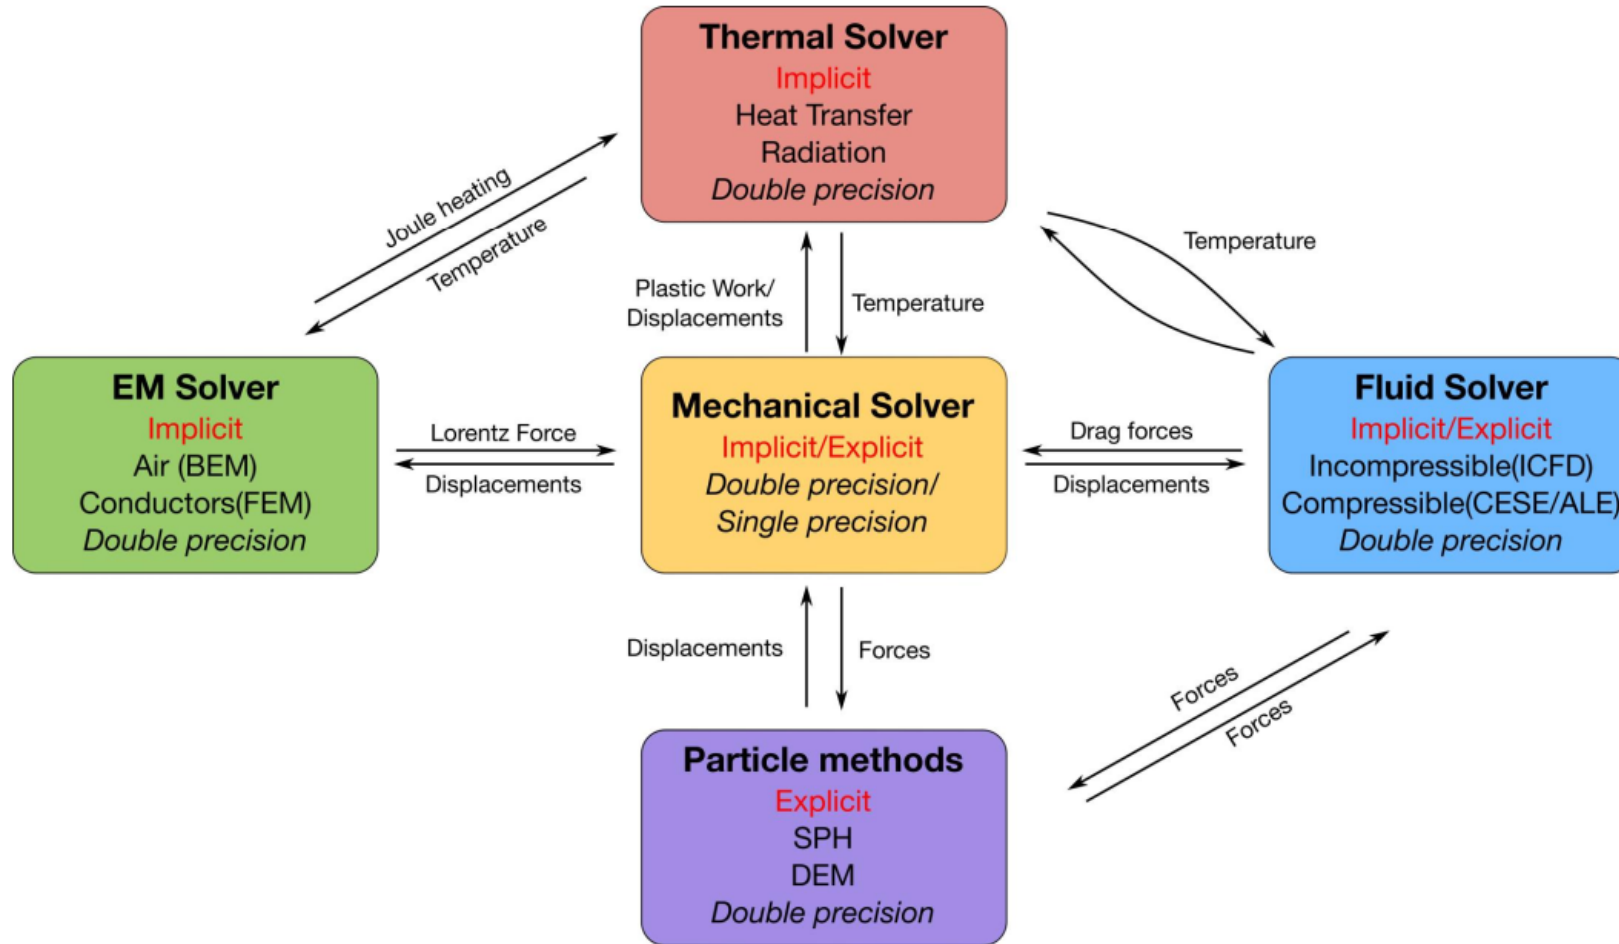 Thermal Solver
Implicit
Heat Transfer
Radiation
Double precision
Joule heating
Temperature
Plastic Work/
Displacements
Temperature
Temperature
EM Solver
Implicit
Air (BEM)
Conductors(FEM)
Double precision
Lorentz Force
Displacements
Mechanical Solver
Implicit/Explicit
Double precision/
Single precision
Drag forces
Displacements
Fluid Solver
Implicit/Explicit
Incompressible(ICFD)
Compressible(CESE/ALE)
Double precision
Displacements
Forces
Forces
Forces
Particle methods
Explicit
SPH
DEM
Double precision